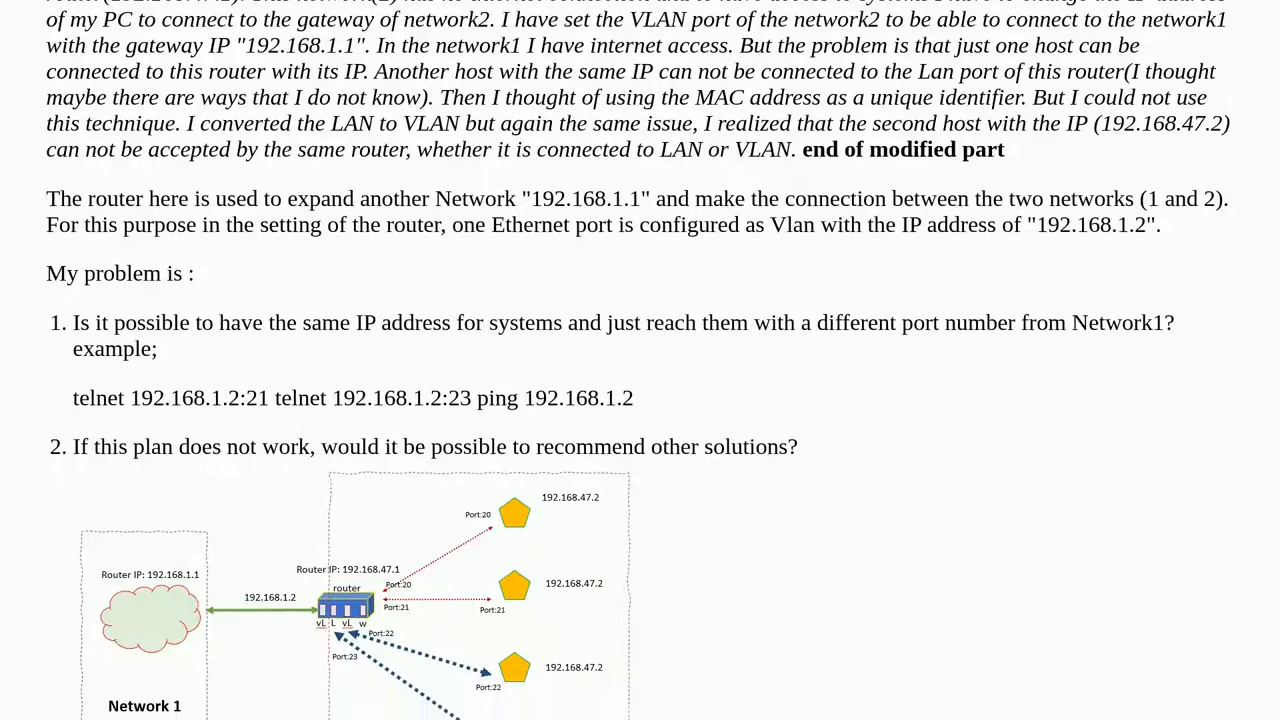 of my PC to connect to the gateway of network2. I have set the VLAN port of the network2 to be able to connect to the network1
with the gateway IP "192.168.1.1". In the network1 I have internet access. But the problem is that just one host can be
connected to this router with its IP. Another host with the same IP can not be connected to the Lan port of this router(I thought
maybe there are ways that I do not know). Then I thought of using the MAC address as a unique identifier. But I could not use
this technique. I converted the LAN to VLAN but again the same issue, I realized that the second host with the IP (192.168.47.2)
can not be accepted by the same router, whether it is connected to LAN or VLAN. end of modified part
The router here is used to expand another Network "192.168.1.1" and make the connection between the two networks (1 and 2).
For this purpose in the setting of the router, one Ethernet port is configured as Vlan with the IP address of "192.168.1.2".
My problem is :
1. Is it possible to have the same IP address for systems and just reach them with a different port number from Network1?
example;
telnet 192.168.1.2:21 telnet 192.168.1.2:23 ping 192.168.1.2
2. If this plan does not work, would it be possible to recommend other solutions?
192.168.47.2
Port:20
Router IP: 192.168.47.1
Router IP: 192.168.1.1
router
Port:20
192.168.47.2
192.168.1.2
Port:21
Port:21
vL L vL w
Port:22
Port:23
192.168.47.2
Port:22
Network 1